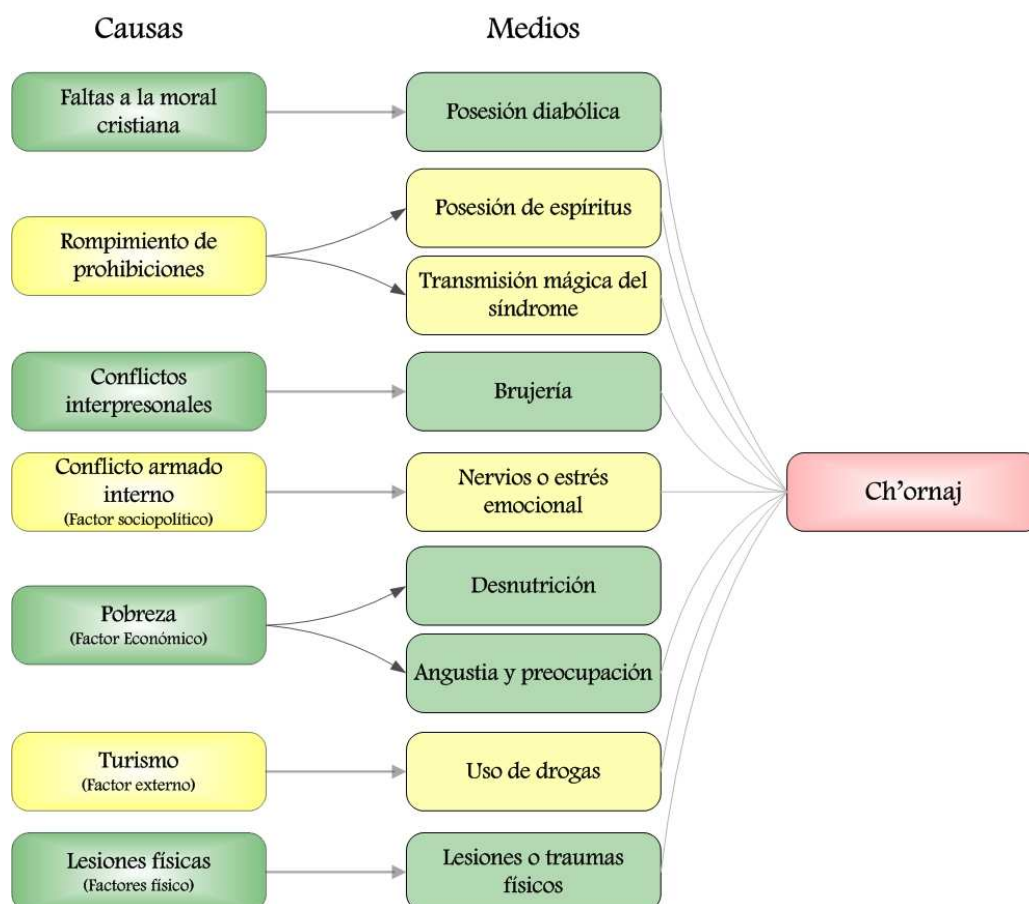 Causas
Medios
Faltas a la moral
cristiana
Posesión diabólica
Rompimiento de
prohibiciones
Posesión de espíritus
Transmisión mágica del
síndrome
Conflictos
interpresonales
Brujería
Conflicto armado
interno
(Factor sociopolítico)
Nervios o estrés
emocional
Ch'ornaj
Pobreza
(Factor Económico)
Desnutrición
Angustia y preocupación
Turismo
(Factor externo)
Uso de drogas
Lesiones físicas
(Factores físico)
Lesiones o traumas
físicos